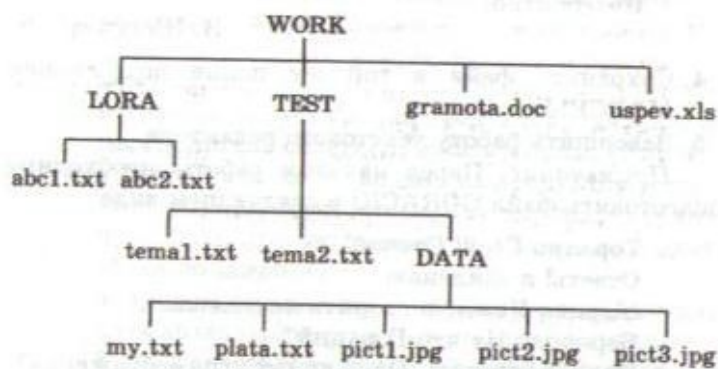 WORK
LORA TEST gramota.doc uspev.xls
abc1.txt abc2.txt
tema1.txt tema2.txt DATA
my.txt plata.txt pict1.jpg pict2.jpg pict3.jpg